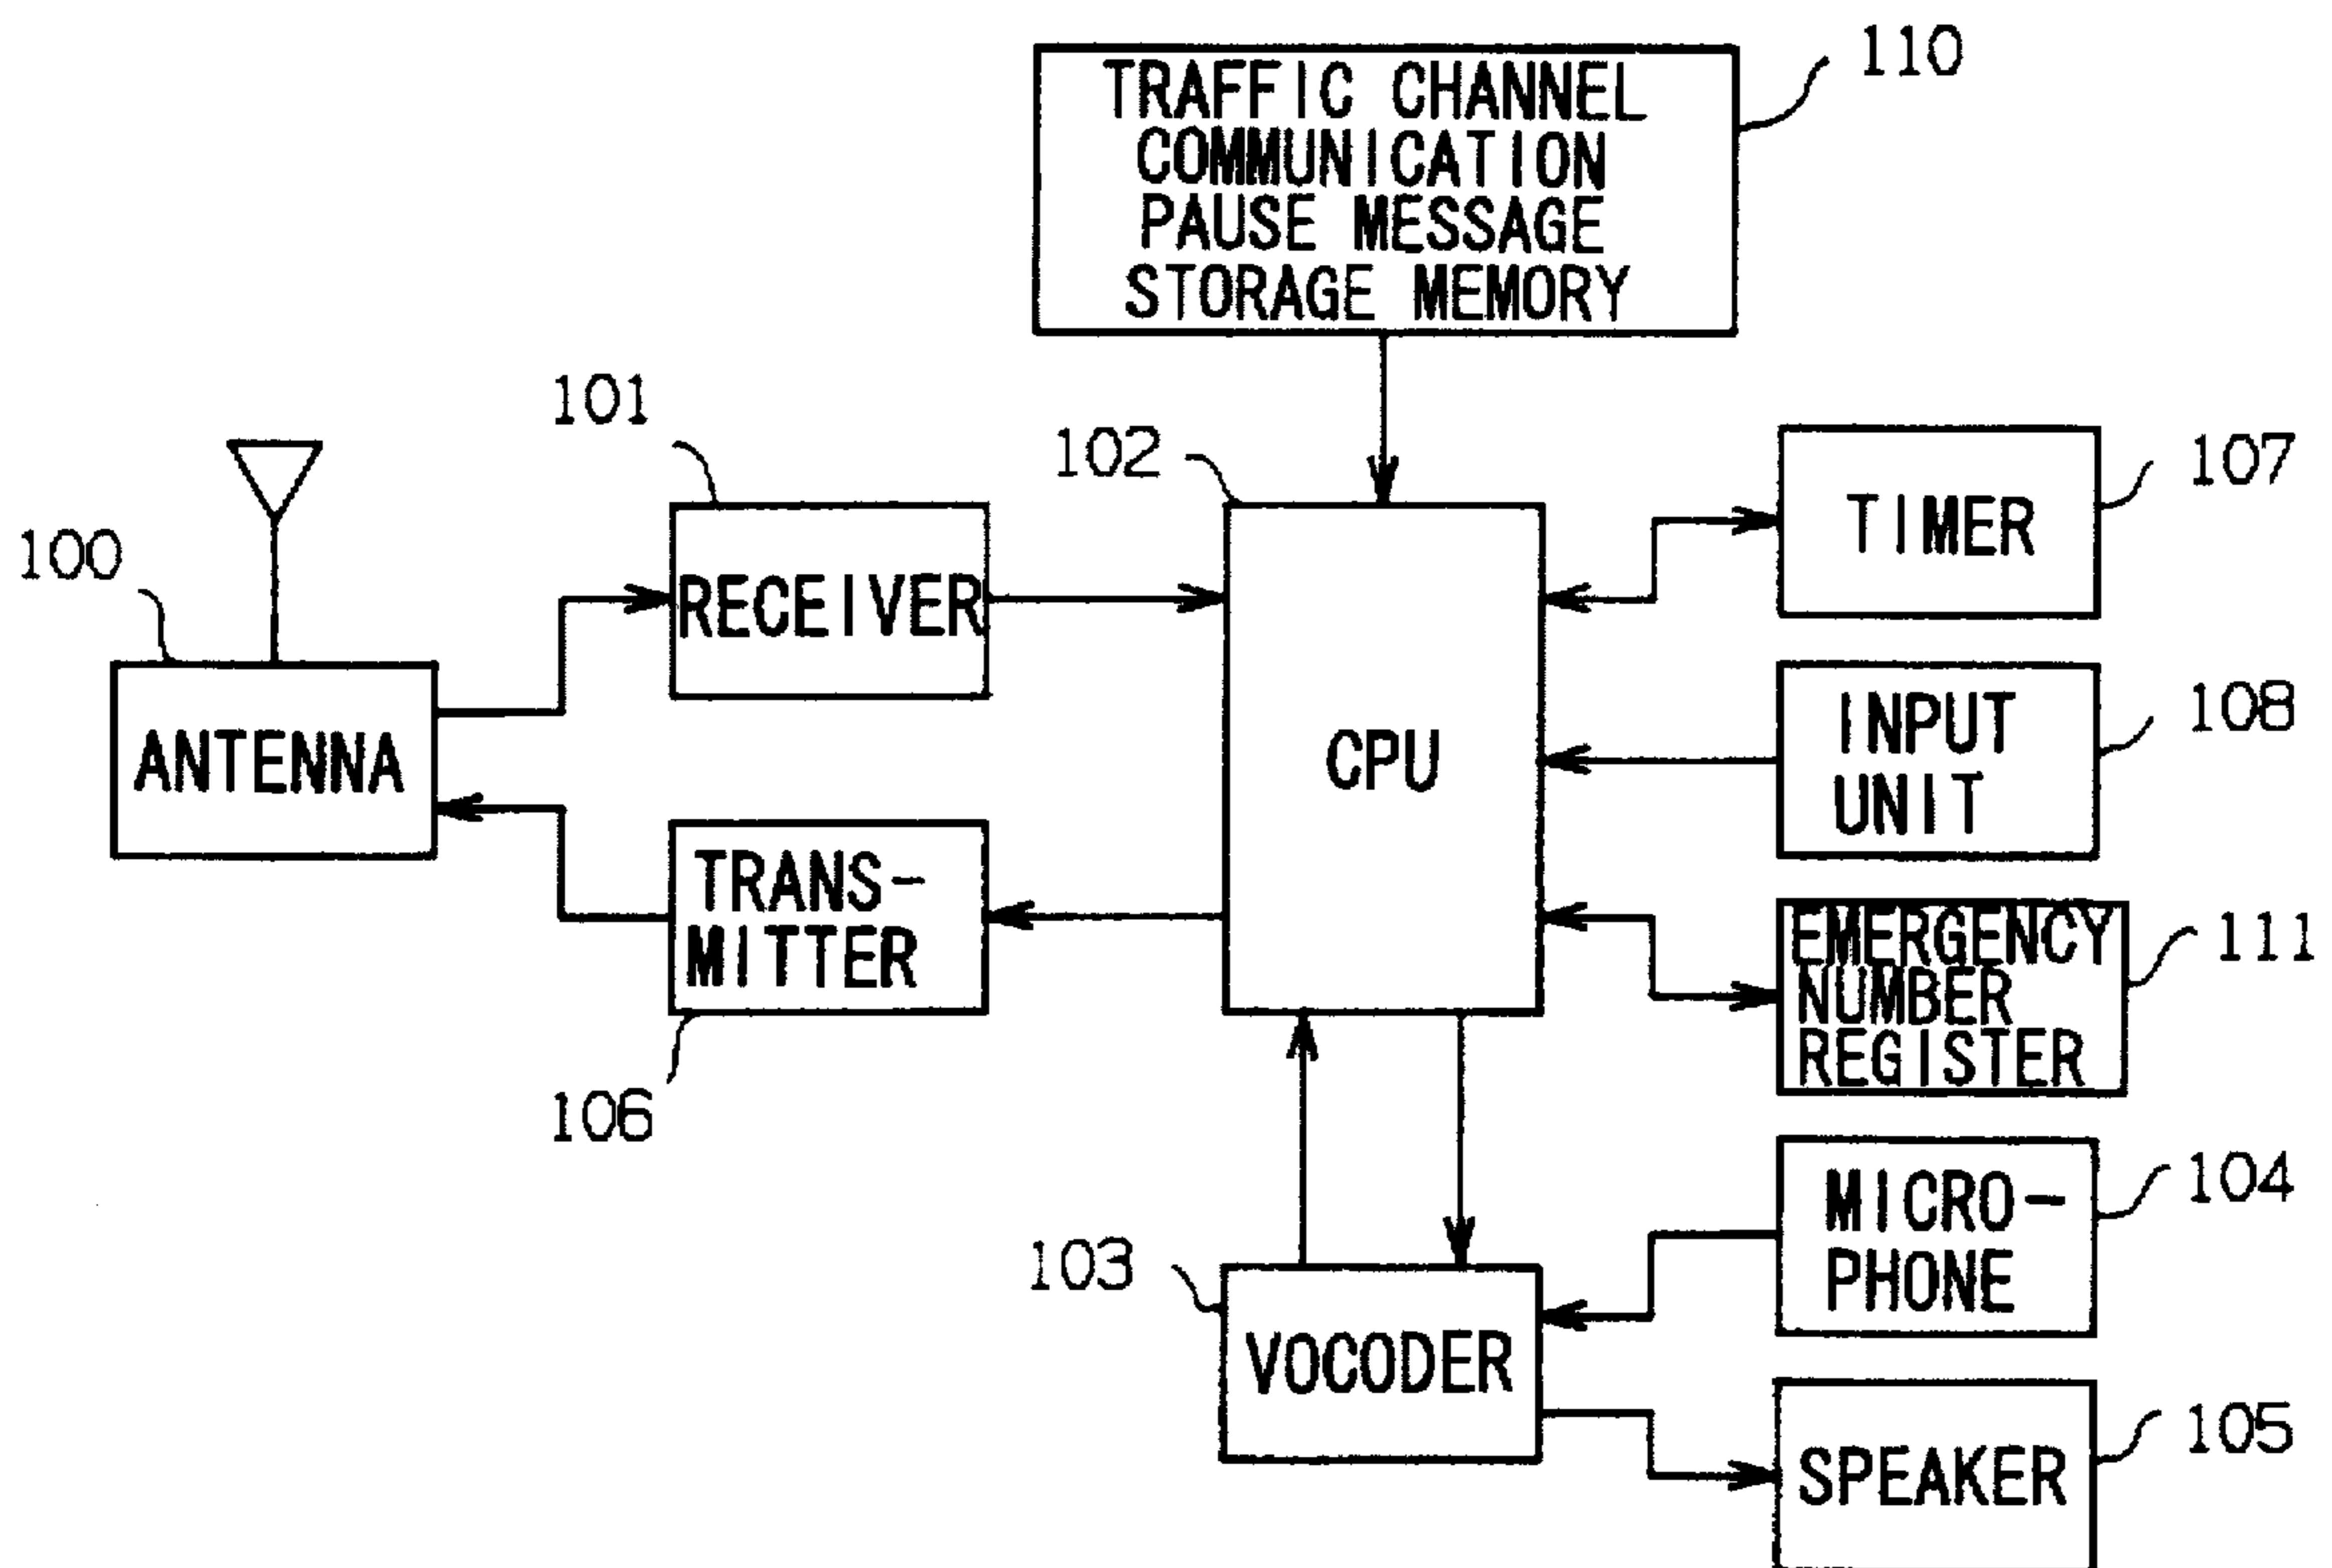 110
TRAFFIC CHANNEL
COMMUNICATION
PAUSE MESSAGE
STORAGE MEMORY
101
102
107
TIMER
100
RECEIVER
108
INPUT
UNIT
ANTENNA
CPU
TRANS-
MITTER
111
EMERGENCY
NUMBER
REGISTER
106
104
MICRO-
PHONE
103
VOCODER
105
SPEAKER